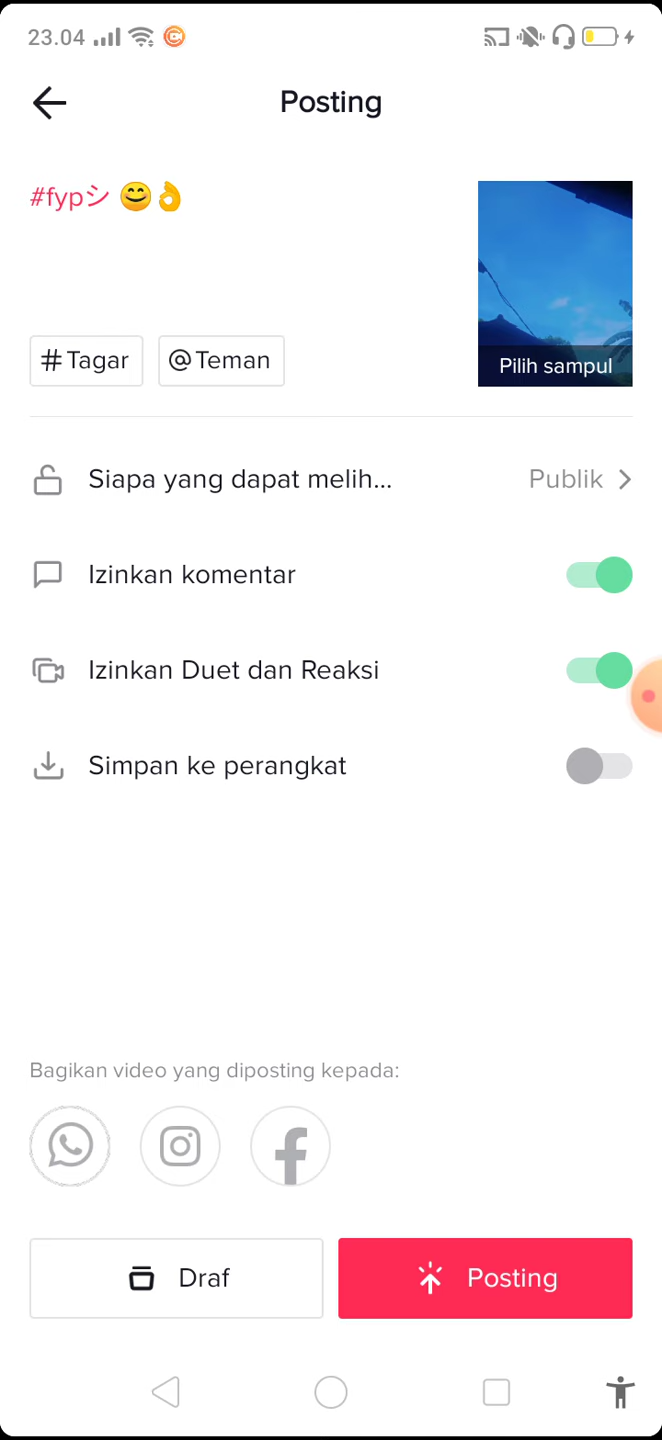 23.04
Posting
#fypシ 😊👌
#Tagar @Teman
Pilih sampul
Siapa yang dapat melih... Publik
Izinkan komentar
Izinkan Duet dan Reaksi
Simpan ke perangkat
Bagikan video yang diposting kepada:
Draf Posting